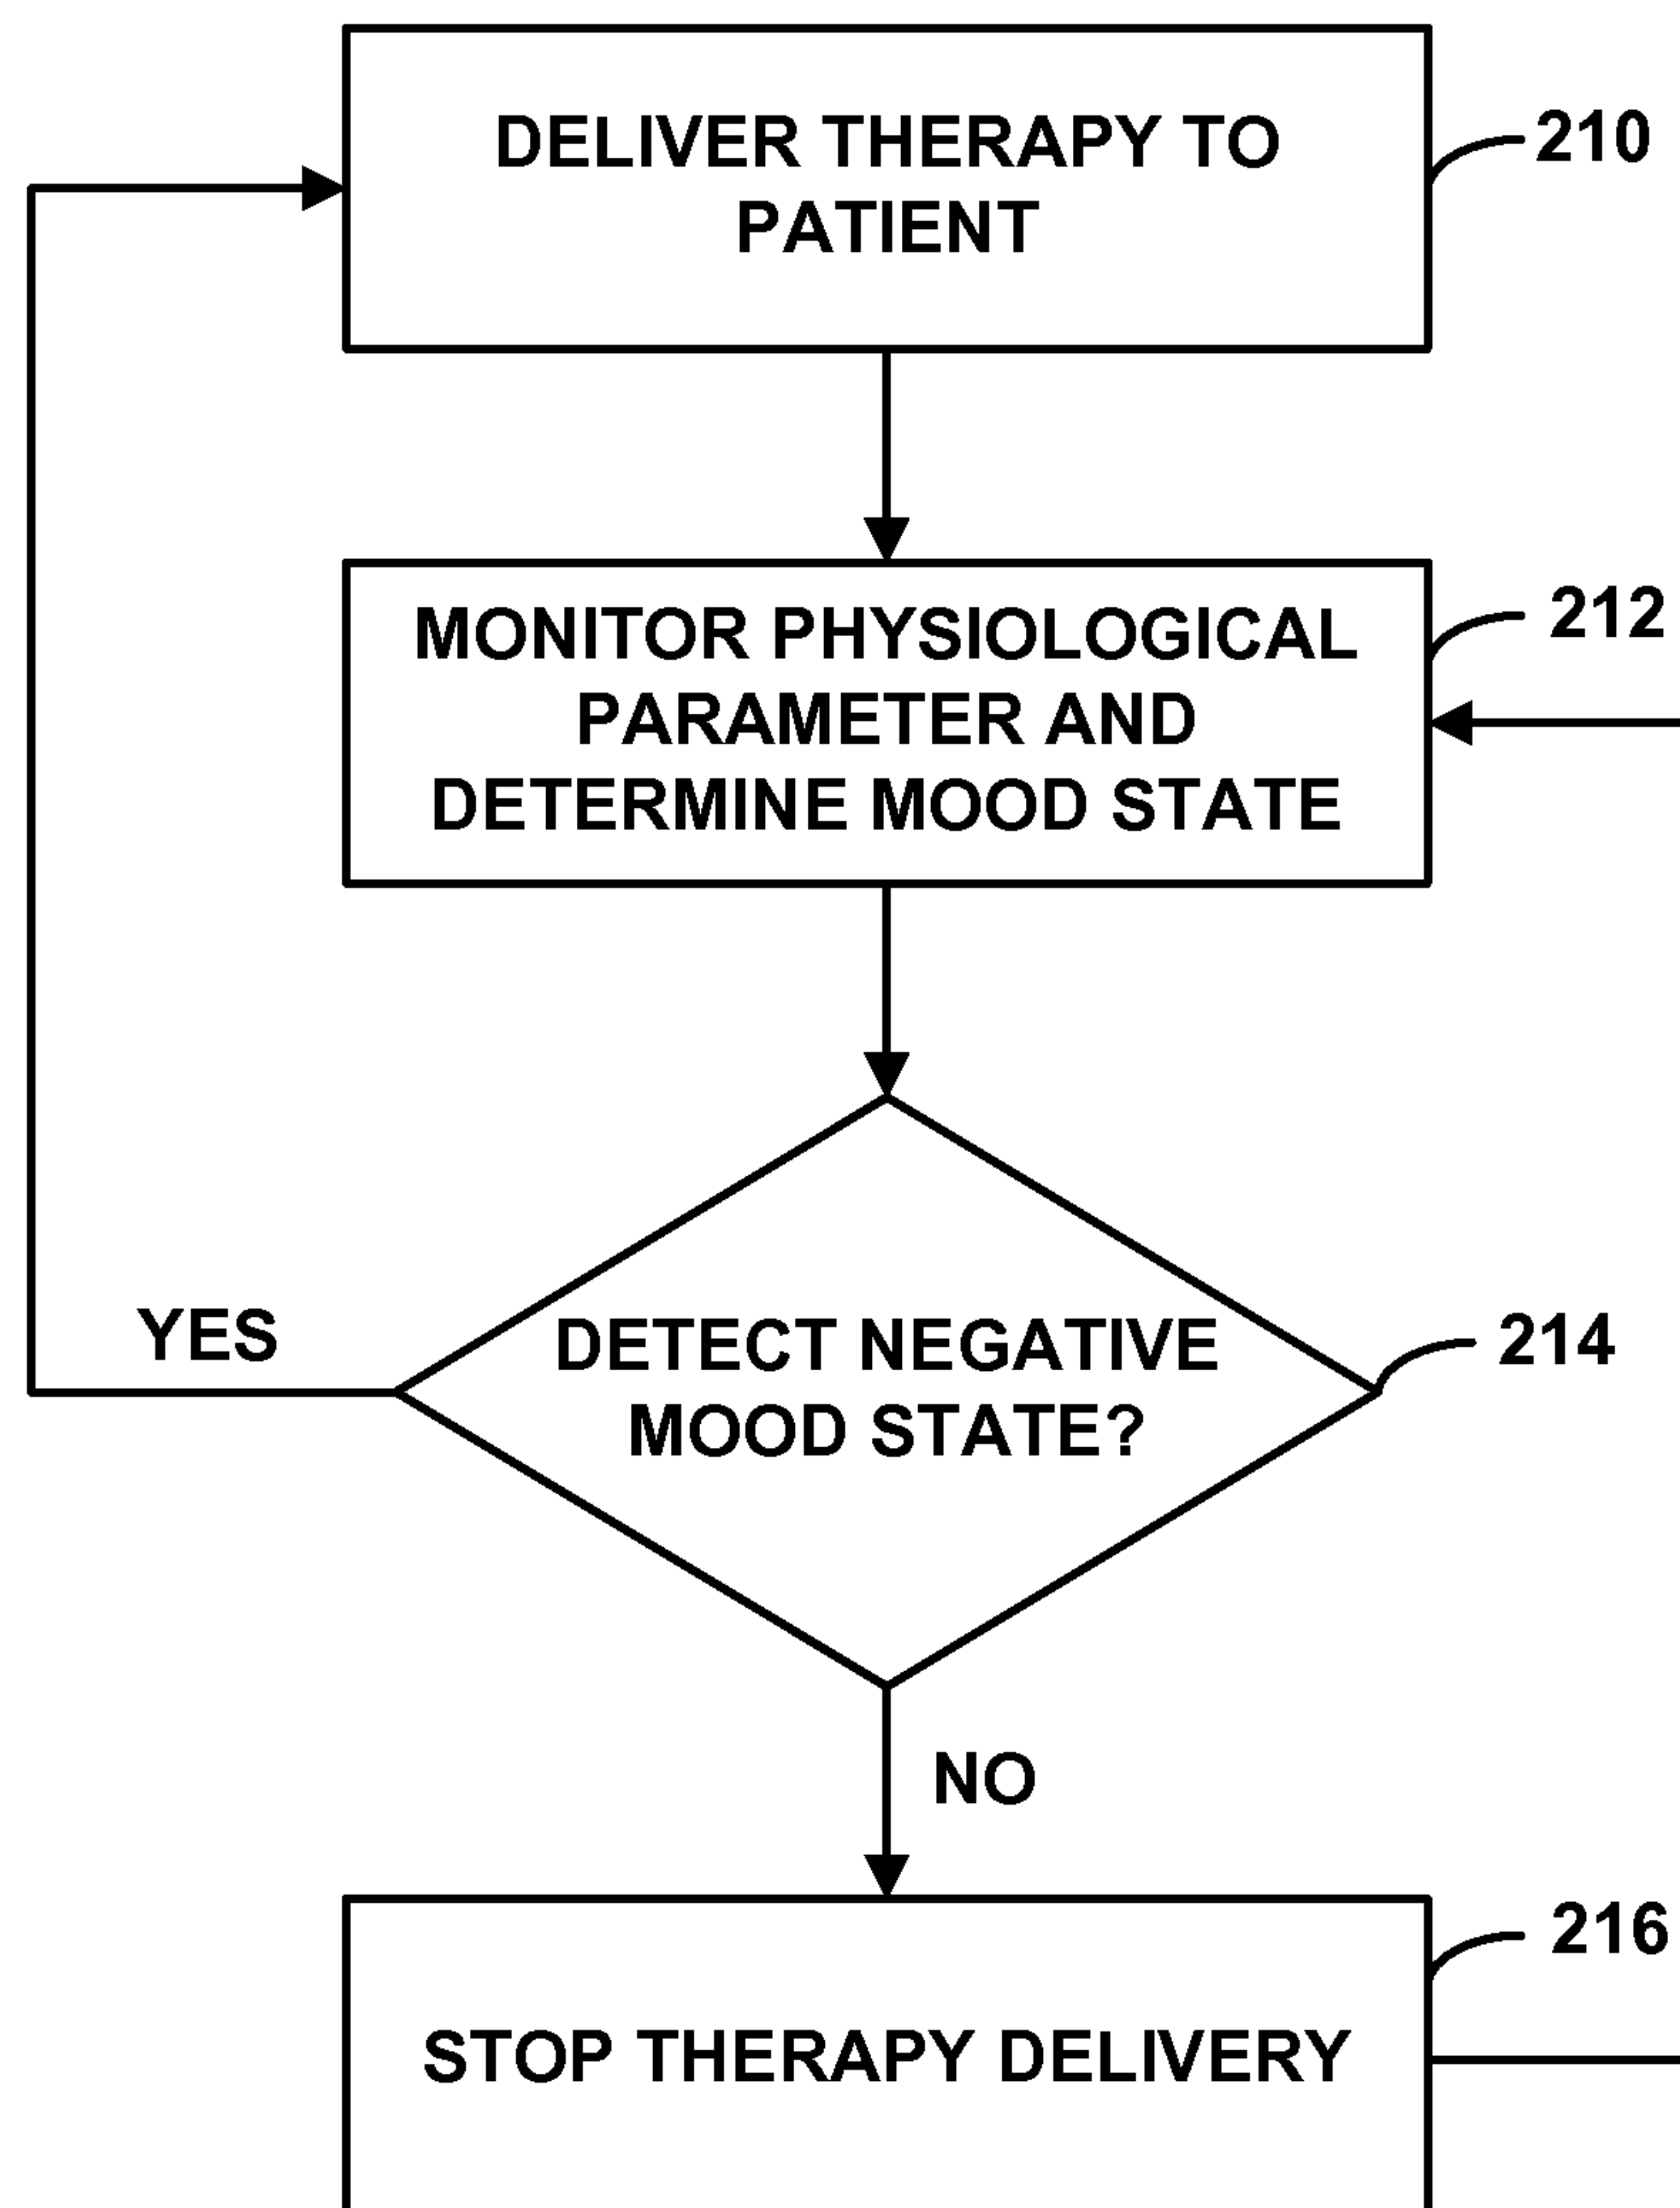 DELIVER THERAPY TO
PATIENT
210
MONITOR PHYSIOLOGICAL
PARAMETER AND
DETERMINE MOOD STATE
212
YES
DETECT NEGATIVE
MOOD STATE?
214
NO
STOP THERAPY DELIVERY
216